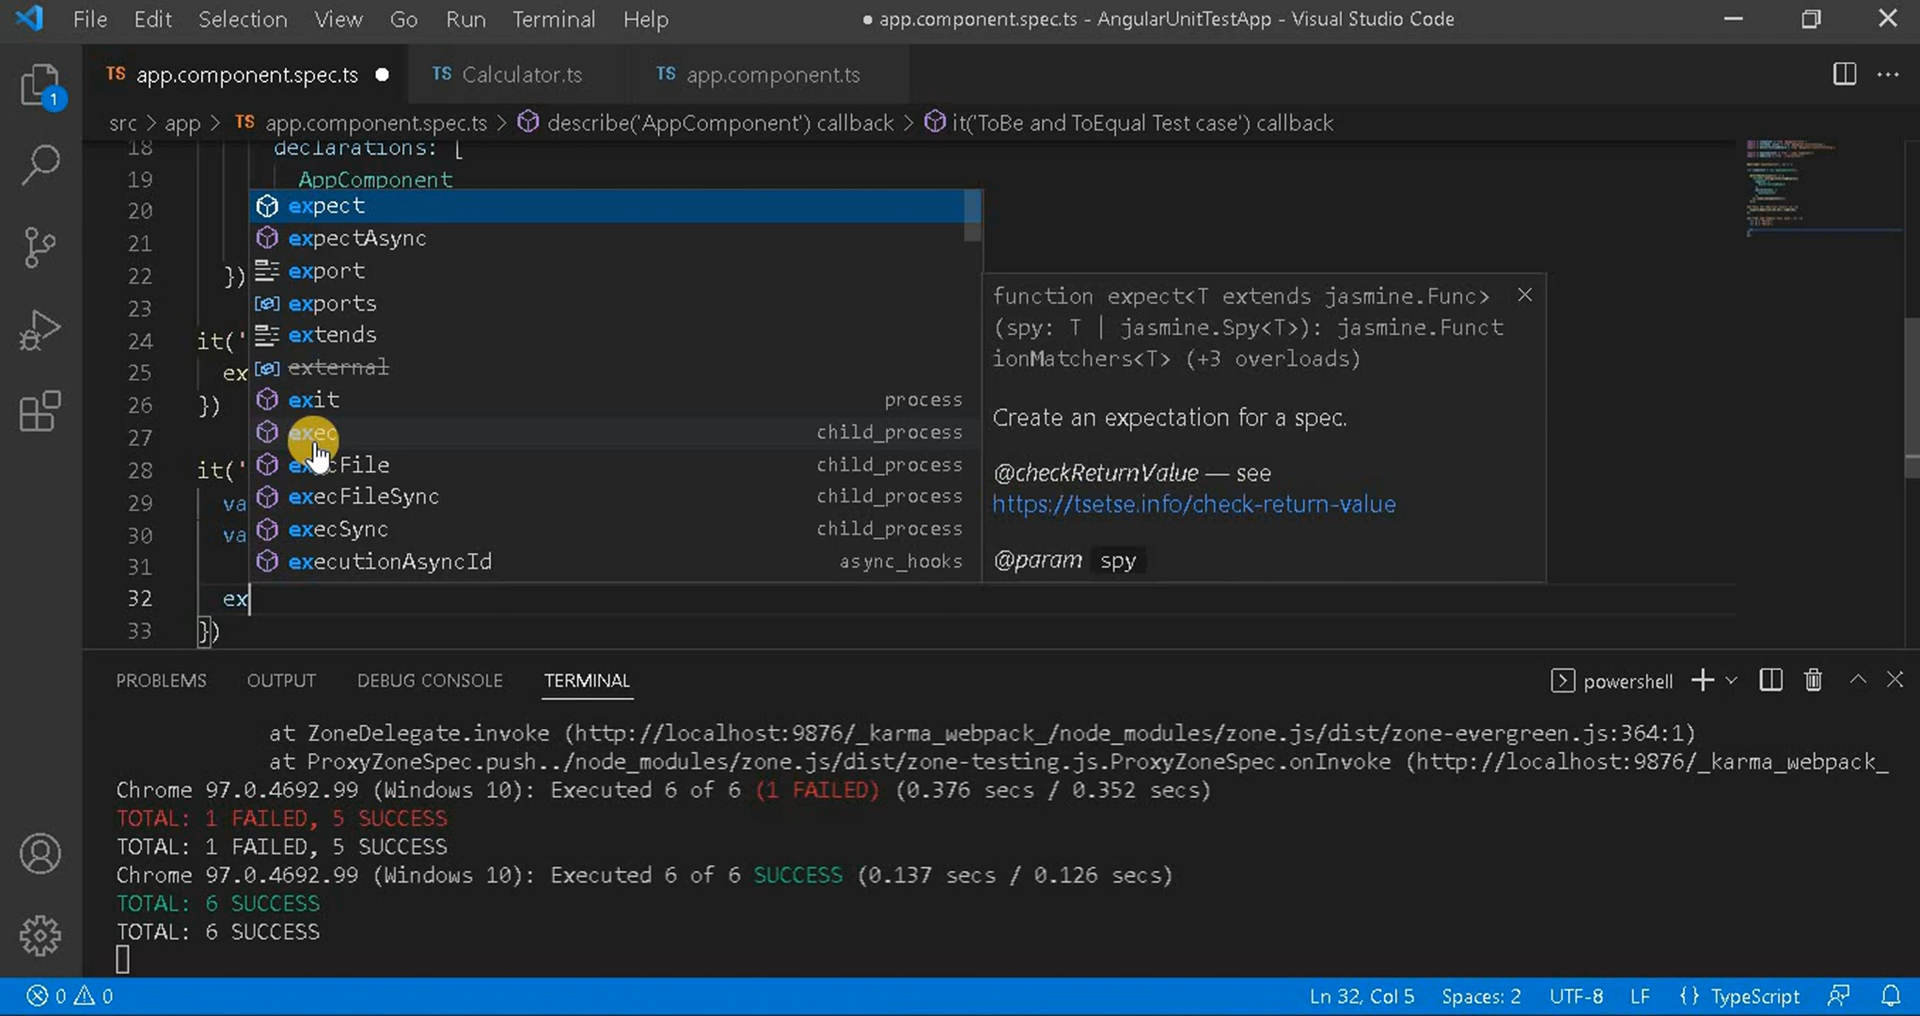 File Edit Selection View Go Run Terminal Help ● app.component.spec.ts - AngularUnitTestApp - Visual Studio Code
TS app.component.spec.ts ● TS Calculator.ts TS app.component.ts
src > app > TS app.component.spec.ts > describe('AppComponent') callback > it('ToBe and ToEqual Test case') callback
18 declarations: [
19 AppComponent
20
21
22 })
23
24 it('
25 ex
26 })
27
28 it('
29 va
30 va
31
32 ex
33 })
expect
expectAsync
export
exports
extends
external
exit process
exec child_process
execFile child_process
execFileSync child_process
execSync child_process
executionAsyncId async_hooks
function expect<T extends jasmine.Func>
(spy: T | jasmine.Spy<T>): jasmine.Funct
ionMatchers<T> (+3 overloads)
Create an expectation for a spec.
@checkReturnValue — see
https://tsetse.info/check-return-value
@param spy
PROBLEMS OUTPUT DEBUG CONSOLE TERMINAL powershell
at ZoneDelegate.invoke (http://localhost:9876/_karma_webpack_/node_modules/zone.js/dist/zone-evergreen.js:364:1)
at ProxyZoneSpec.push../node_modules/zone.js/dist/zone-testing.js.ProxyZoneSpec.onInvoke (http://localhost:9876/_karma_webpack_
Chrome 97.0.4692.99 (Windows 10): Executed 6 of 6 (1 FAILED) (0.376 secs / 0.352 secs)
TOTAL: 1 FAILED, 5 SUCCESS
TOTAL: 1 FAILED, 5 SUCCESS
Chrome 97.0.4692.99 (Windows 10): Executed 6 of 6 SUCCESS (0.137 secs / 0.126 secs)
TOTAL: 6 SUCCESS
TOTAL: 6 SUCCESS
0 0 Ln 32, Col 5 Spaces: 2 UTF-8 LF {} TypeScript